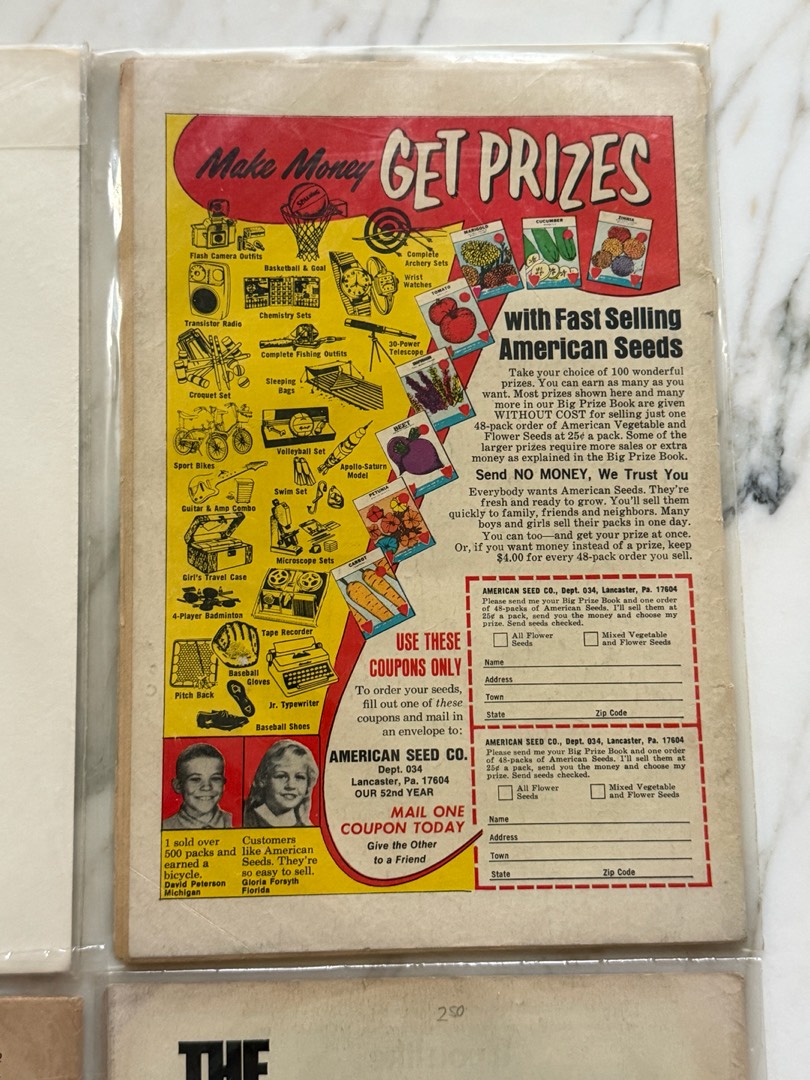 Make Money GET PRIZES
SPALDING
Flash Camera Outfits
Basketball & Goal
Complete
Archery Sets
Wrist
Watches
Transistor Radio
Chemistry Sets
Complete Fishing Outfits
30-Power
Telescope
Croquet Set
Sleeping
Bags
Sport Bikes
Volleyball Set
Apollo-Saturn
Model
Swim Set
Guitar & Amp Combo
Microscope Sets
Girl's Travel Case
4-Player Badminton
Tape Recorder
Baseball
Gloves
Pitch Back
Jr. Typewriter
Baseball Shoes
MARIGOLD
CUCUMBER
ZINNIA
TOMATO
BEET
PETUNIA
CARROT
with Fast Selling
American Seeds
Take your choice of 100 wonderful
prizes. You can earn as many as you
want. Most prizes shown here and many
more in our Big Prize Book are given
WITHOUT COST for selling just one
48-pack order of American Vegetable and
Flower Seeds at 25¢ a pack. Some of the
larger prizes require more sales or extra
money as explained in the Big Prize Book.
Send NO MONEY, We Trust You
Everybody wants American Seeds. They're
fresh and ready to grow. You'll sell them
quickly to family, friends and neighbors. Many
boys and girls sell their packs in one day.
You can too—and get your prize at once.
Or, if you want money instead of a prize, keep
$4.00 for every 48-pack order you sell.
USE THESE
COUPONS ONLY
To order your seeds,
fill out one of these
coupons and mail in
an envelope to:
AMERICAN SEED CO.
Dept. 034
Lancaster, Pa. 17604
OUR 52nd YEAR
MAIL ONE
COUPON TODAY
Give the Other
to a Friend
I sold over
500 packs and
earned a
bicycle.
David Peterson
Michigan
Customers
like American
Seeds. They're
so easy to sell.
Gloria Forsyth
Florida
AMERICAN SEED CO., Dept. 034, Lancaster, Pa. 17604
Please send me your Big Prize Book and one order
of 48-packs of American Seeds. I'll sell them at
25¢ a pack, send you the money and choose my
prize. Send seeds checked.
All Flower
Seeds
Mixed Vegetable
and Flower Seeds
Name
Address
Town
State Zip Code
AMERICAN SEED CO., Dept. 034, Lancaster, Pa. 17604
Please send me your Big Prize Book and one order
of 48-packs of American Seeds. I'll sell them at
25¢ a pack, send you the money and choose my
prize. Send seeds checked.
All Flower
Seeds
Mixed Vegetable
and Flower Seeds
Name
Address
Town
State Zip Code
250
THE